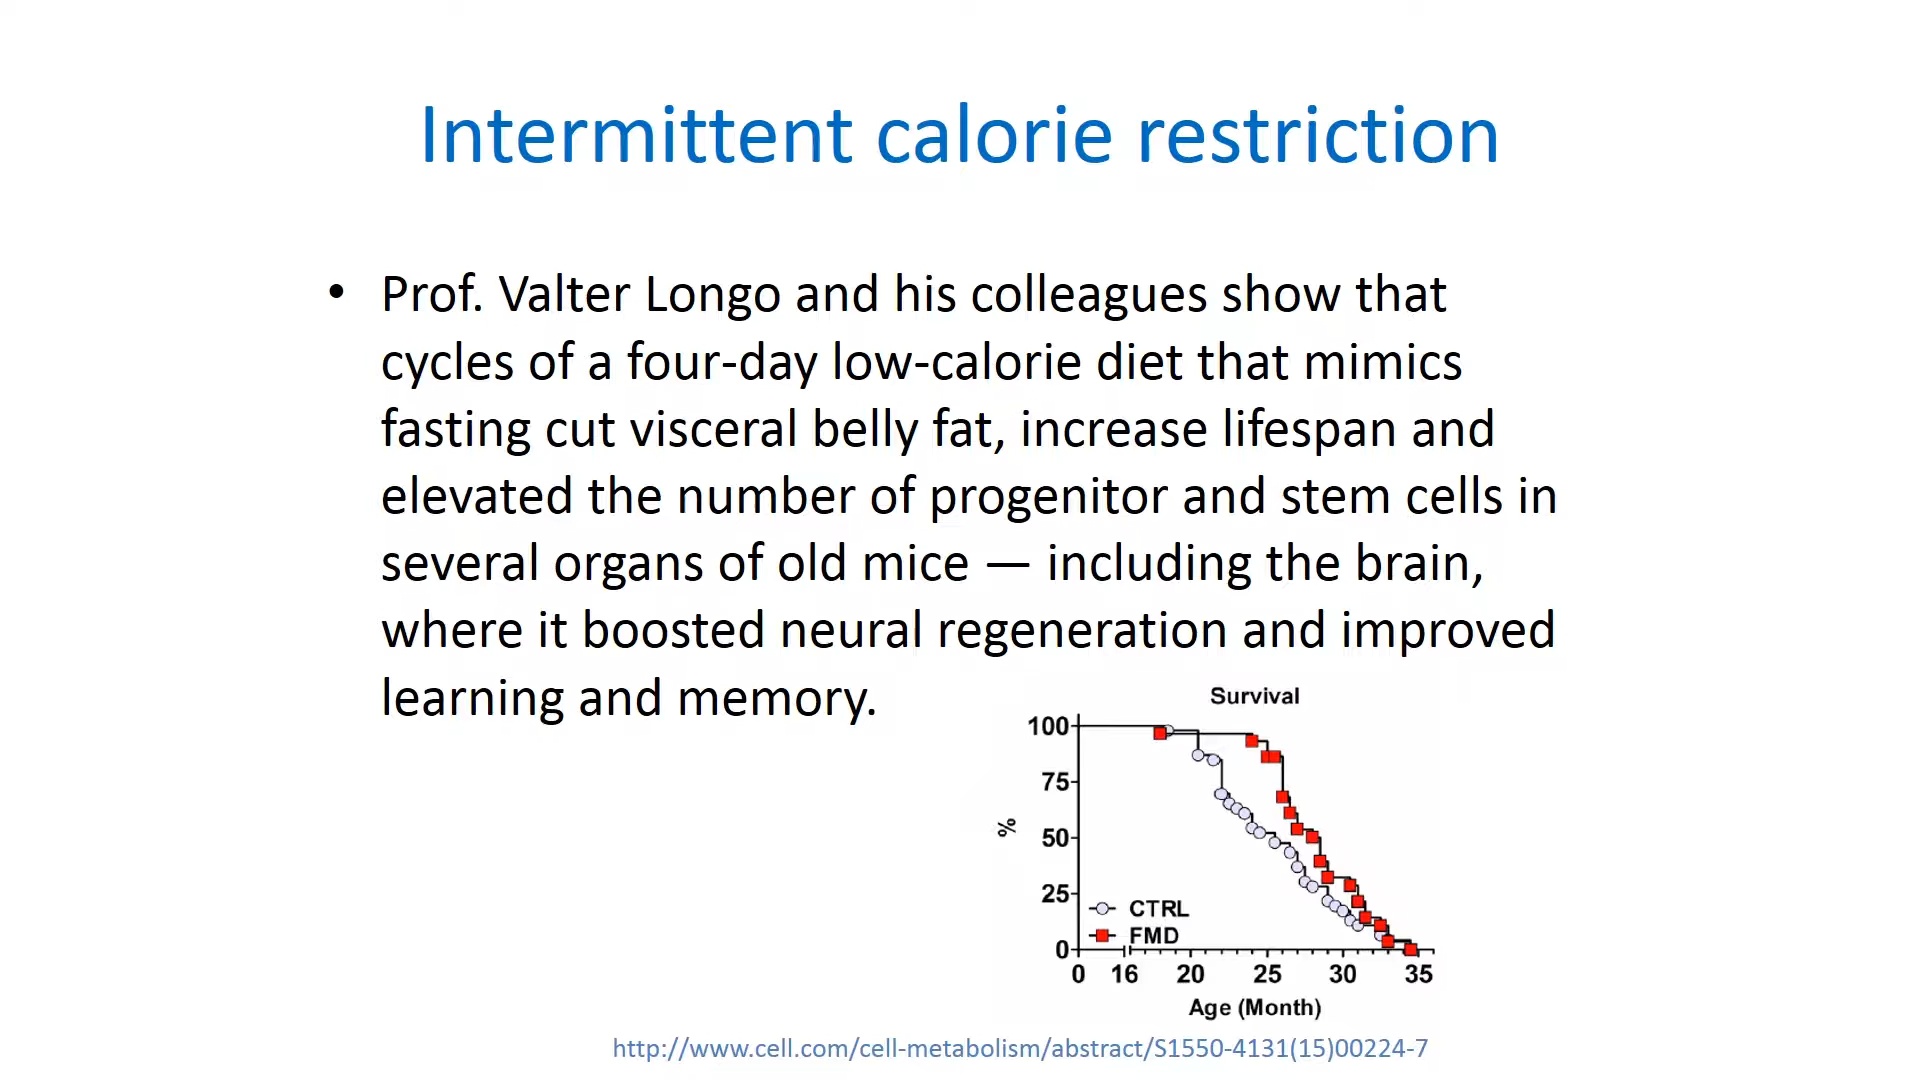 Intermittent calorie restriction
• Prof. Valter Longo and his colleagues show that
cycles of a four-day low-calorie diet that mimics
fasting cut visceral belly fat, increase lifespan and
elevated the number of progenitor and stem cells in
several organs of old mice — including the brain,
where it boosted neural regeneration and improved
learning and memory.
Survival
100
75
%
50
25
CTRL
FMD
0
0 16 20 25 30 35
Age (Month)
http://www.cell.com/cell-metabolism/abstract/S1550-4131(15)00224-7